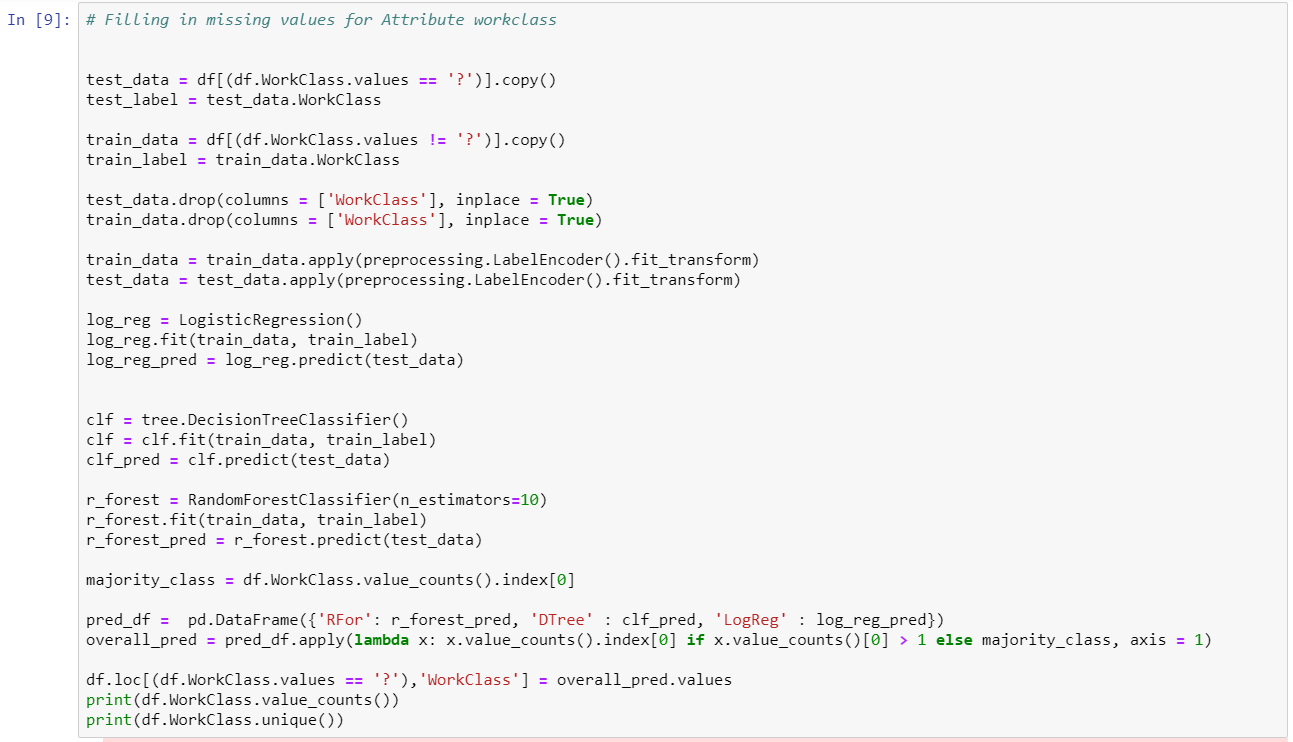 In [9]: # Filling in missing values for Attribute workclass
test_data = df[(df.WorkClass.values == '?')].copy()
test_label = test_data.WorkClass
train_data = df[(df.WorkClass.values != '?')].copy()
train_label = train_data.WorkClass
test_data.drop(columns = ['WorkClass'], inplace = True)
train_data.drop(columns = ['WorkClass'], inplace = True)
train_data = train_data.apply(preprocessing.LabelEncoder().fit_transform)
test_data = test_data.apply(preprocessing.LabelEncoder().fit_transform)
log_reg = LogisticRegression()
log_reg.fit(train_data, train_label)
log_reg_pred = log_reg.predict(test_data)
clf = tree.DecisionTreeClassifier()
clf = clf.fit(train_data, train_label)
clf_pred = clf.predict(test_data)
r_forest = RandomForestClassifier(n_estimators=10)
r_forest.fit(train_data, train_label)
r_forest_pred = r_forest.predict(test_data)
majority_class = df.WorkClass.value_counts().index[0]
pred_df =  pd.DataFrame({'RFor': r_forest_pred, 'DTree' : clf_pred, 'LogReg' : log_reg_pred})
overall_pred = pred_df.apply(lambda x: x.value_counts().index[0] if x.value_counts()[0] > 1 else majority_class, axis = 1)
df.loc[(df.WorkClass.values == '?'),'WorkClass'] = overall_pred.values
print(df.WorkClass.value_counts())
print(df.WorkClass.unique())